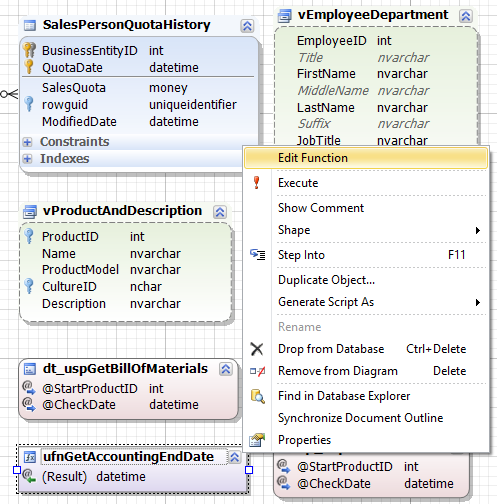 SalesPersonQuotaHistory
BusinessEntityID int
QuotaDate datetime
SalesQuota money
rowguid uniqueidentifier
ModifiedDate datetime
Constraints
Indexes
vEmployeeDepartment
EmployeeID int
Title nvarchar
FirstName nvarchar
MiddleName nvarchar
LastName nvarchar
Suffix nvarchar
JobTitle nvarchar
vProductAndDescription
ProductID int
Name nvarchar
ProductModel nvarchar
CultureID nchar
Description nvarchar
dt_uspGetBillOfMaterials
@StartProductID int
@CheckDate datetime
ufnGetAccountingEndDate
(Result) datetime
Edit Function
Execute
Show Comment
Shape
Step Into F11
Duplicate Object...
Generate Script As
Rename
Drop from Database Ctrl+Delete
Remove from Diagram Delete
Find in Database Explorer
Synchronize Document Outline
Properties
@StartProductID int
@CheckDate datetime